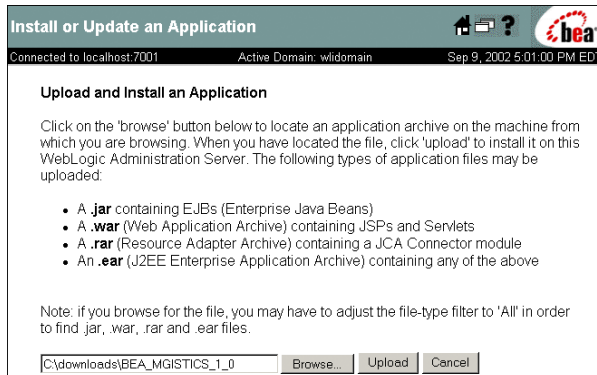 Install or Update an Application
?
bea
Connected to localhost:7001 Active Domain: wlidomain Sep 9, 2002 5:01:00 PM ED
Upload and Install an Application
Click on the 'browse' button below to locate an application archive on the machine from
which you are browsing. When you have located the file, click 'upload' to install it on this
WebLogic Administration Server. The following types of application files may be
uploaded:
• A .jar containing EJBs (Enterprise Java Beans)
• A .war (Web Application Archive) containing JSPs and Servlets
• A .rar (Resource Adapter Archive) containing a JCA Connector module
• An .ear (J2EE Enterprise Application Archive) containing any of the above
Note: if you browse for the file, you may have to adjust the file-type filter to 'All' in order
to find .jar, .war, .rar and .ear files.
C:\downloads\BEA_MGISTICS_1_0 Browse... Upload Cancel